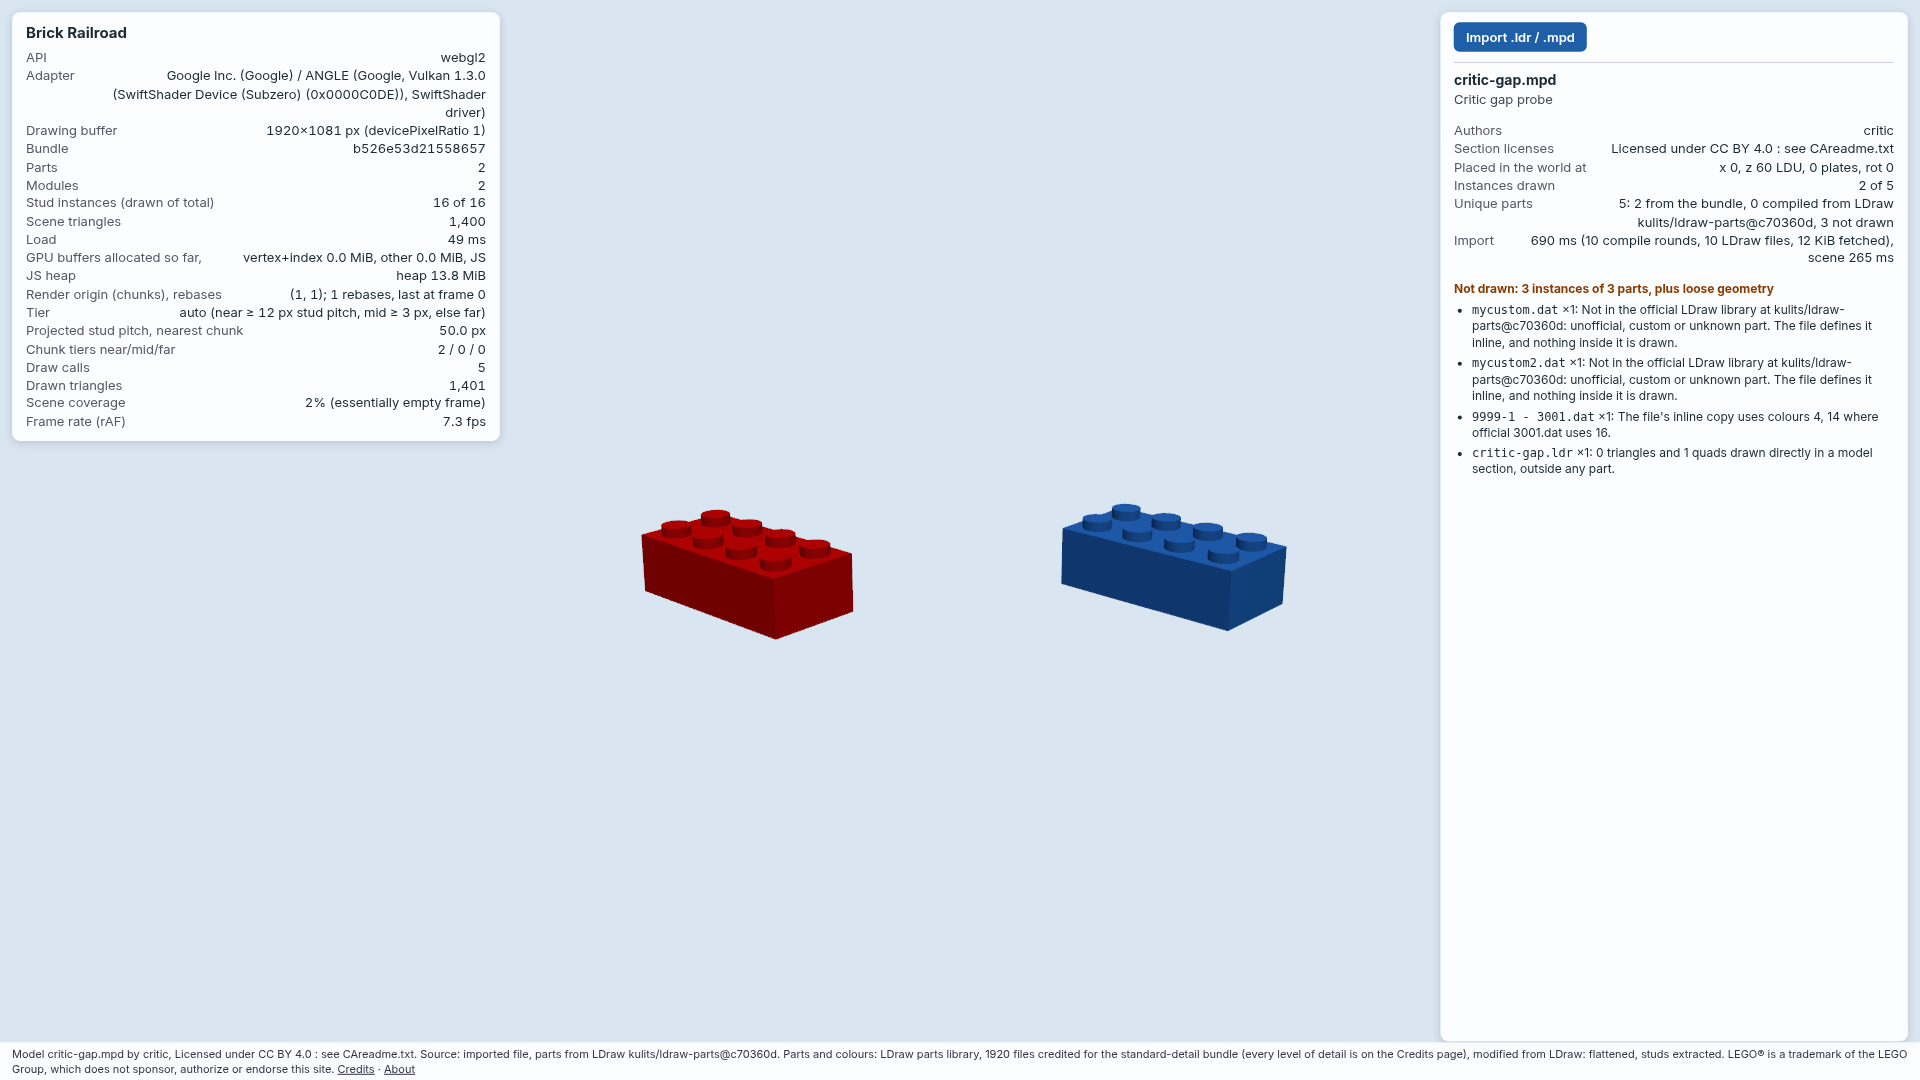 Brick Railroad
API webgl2
Adapter Google Inc. (Google) / ANGLE (Google, Vulkan 1.3.0
(SwiftShader Device (Subzero) (0x0000C0DE)), SwiftShader
driver)
Drawing buffer 1920×1081 px (devicePixelRatio 1)
Bundle b526e53d21558657
Parts 2
Modules 2
Stud instances (drawn of total) 16 of 16
Scene triangles 1,400
Load 49 ms
GPU buffers allocated so far, vertex+index 0.0 MiB, other 0.0 MiB, JS
JS heap heap 13.8 MiB
Render origin (chunks), rebases (1, 1); 1 rebases, last at frame 0
Tier auto (near ≥ 12 px stud pitch, mid ≥ 3 px, else far)
Projected stud pitch, nearest chunk 50.0 px
Chunk tiers near/mid/far 2 / 0 / 0
Draw calls 5
Drawn triangles 1,401
Scene coverage 2% (essentially empty frame)
Frame rate (rAF) 7.3 fps
Import .ldr / .mpd
critic-gap.mpd
Critic gap probe
Authors critic
Section licenses Licensed under CC BY 4.0 : see CAreadme.txt
Placed in the world at x 0, z 60 LDU, 0 plates, rot 0
Instances drawn 2 of 5
Unique parts 5: 2 from the bundle, 0 compiled from LDraw
kulits/ldraw-parts@c70360d, 3 not drawn
Import 690 ms (10 compile rounds, 10 LDraw files, 12 KiB fetched),
scene 265 ms
Not drawn: 3 instances of 3 parts, plus loose geometry
• mycustom.dat ×1: Not in the official LDraw library at kulits/ldraw-
parts@c70360d: unofficial, custom or unknown part. The file defines it
inline, and nothing inside it is drawn.
• mycustom2.dat ×1: Not in the official LDraw library at kulits/ldraw-
parts@c70360d: unofficial, custom or unknown part. The file defines it
inline, and nothing inside it is drawn.
• 9999-1 - 3001.dat ×1: The file's inline copy uses colours 4, 14 where
official 3001.dat uses 16.
• critic-gap.ldr ×1: 0 triangles and 1 quads drawn directly in a model
section, outside any part.
Model critic-gap.mpd by critic, Licensed under CC BY 4.0 : see CAreadme.txt. Source: imported file, parts from LDraw kulits/ldraw-parts@c70360d. Parts and colours: LDraw parts library, 1920 files credited for the standard-detail bundle (every level of detail is on the Credits page), modified from LDraw: flattened, studs extracted. LEGO® is a trademark of the LEGO
Group, which does not sponsor, authorize or endorse this site. Credits · About